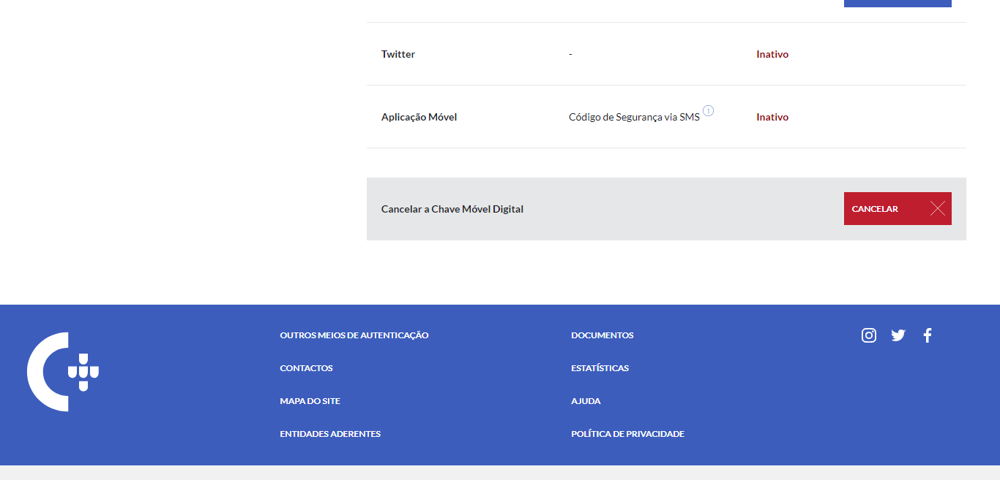 Twitter - Inativo
Aplicação Móvel Código de Segurança via SMS 1 Inativo
Cancelar a Chave Móvel Digital CANCELAR
OUTROS MEIOS DE AUTENTICAÇÃO DOCUMENTOS
CONTACTOS ESTATÍSTICAS
MAPA DO SITE AJUDA
ENTIDADES ADERENTES POLÍTICA DE PRIVACIDADE